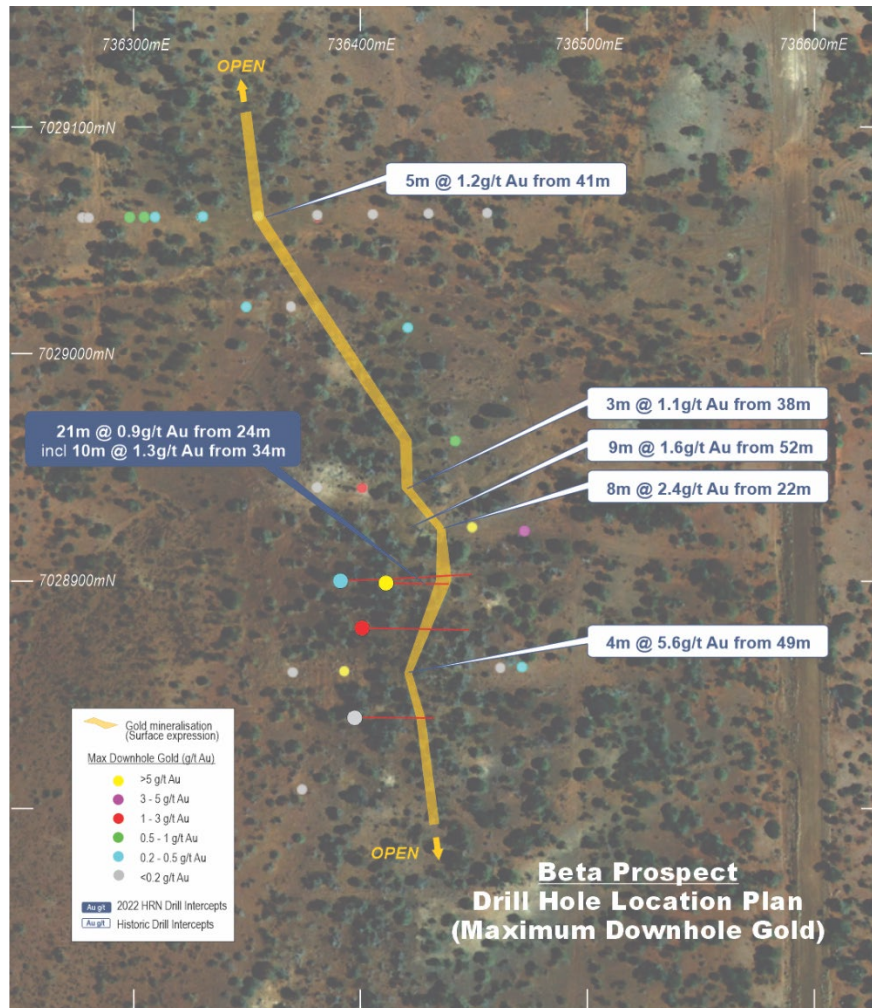 736300mE
736400mE
736500mE
736600mE
OPEN
7029100mN
5m @ 1.2g/t Au from 41m
7029000mN
3m @ 1.1g/t Au from 38m
21m @ 0.9g/t Au from 24m
incl 10m @ 1.3g/t Au from 34m
9m @ 1.6g/t Au from 52m
8m @ 2.4g/t Au from 22m
7028900mN
4m @ 5.6g/t Au from 49m
Gold mineralisation
(Surface expression)
Max Downhole Gold (g/t Au)
>5 g/t Au
3 - 5 g/t Au
1 - 3 g/t Au
0.5 - 1 g/t Au
0.2 - 0.5 g/t Au
<0.2 g/t Au
Au g/t 2022 HRN Drill Intercepts
Au g/t Historic Drill Intercepts
OPEN
Beta Prospect
Drill Hole Location Plan
(Maximum Downhole Gold)